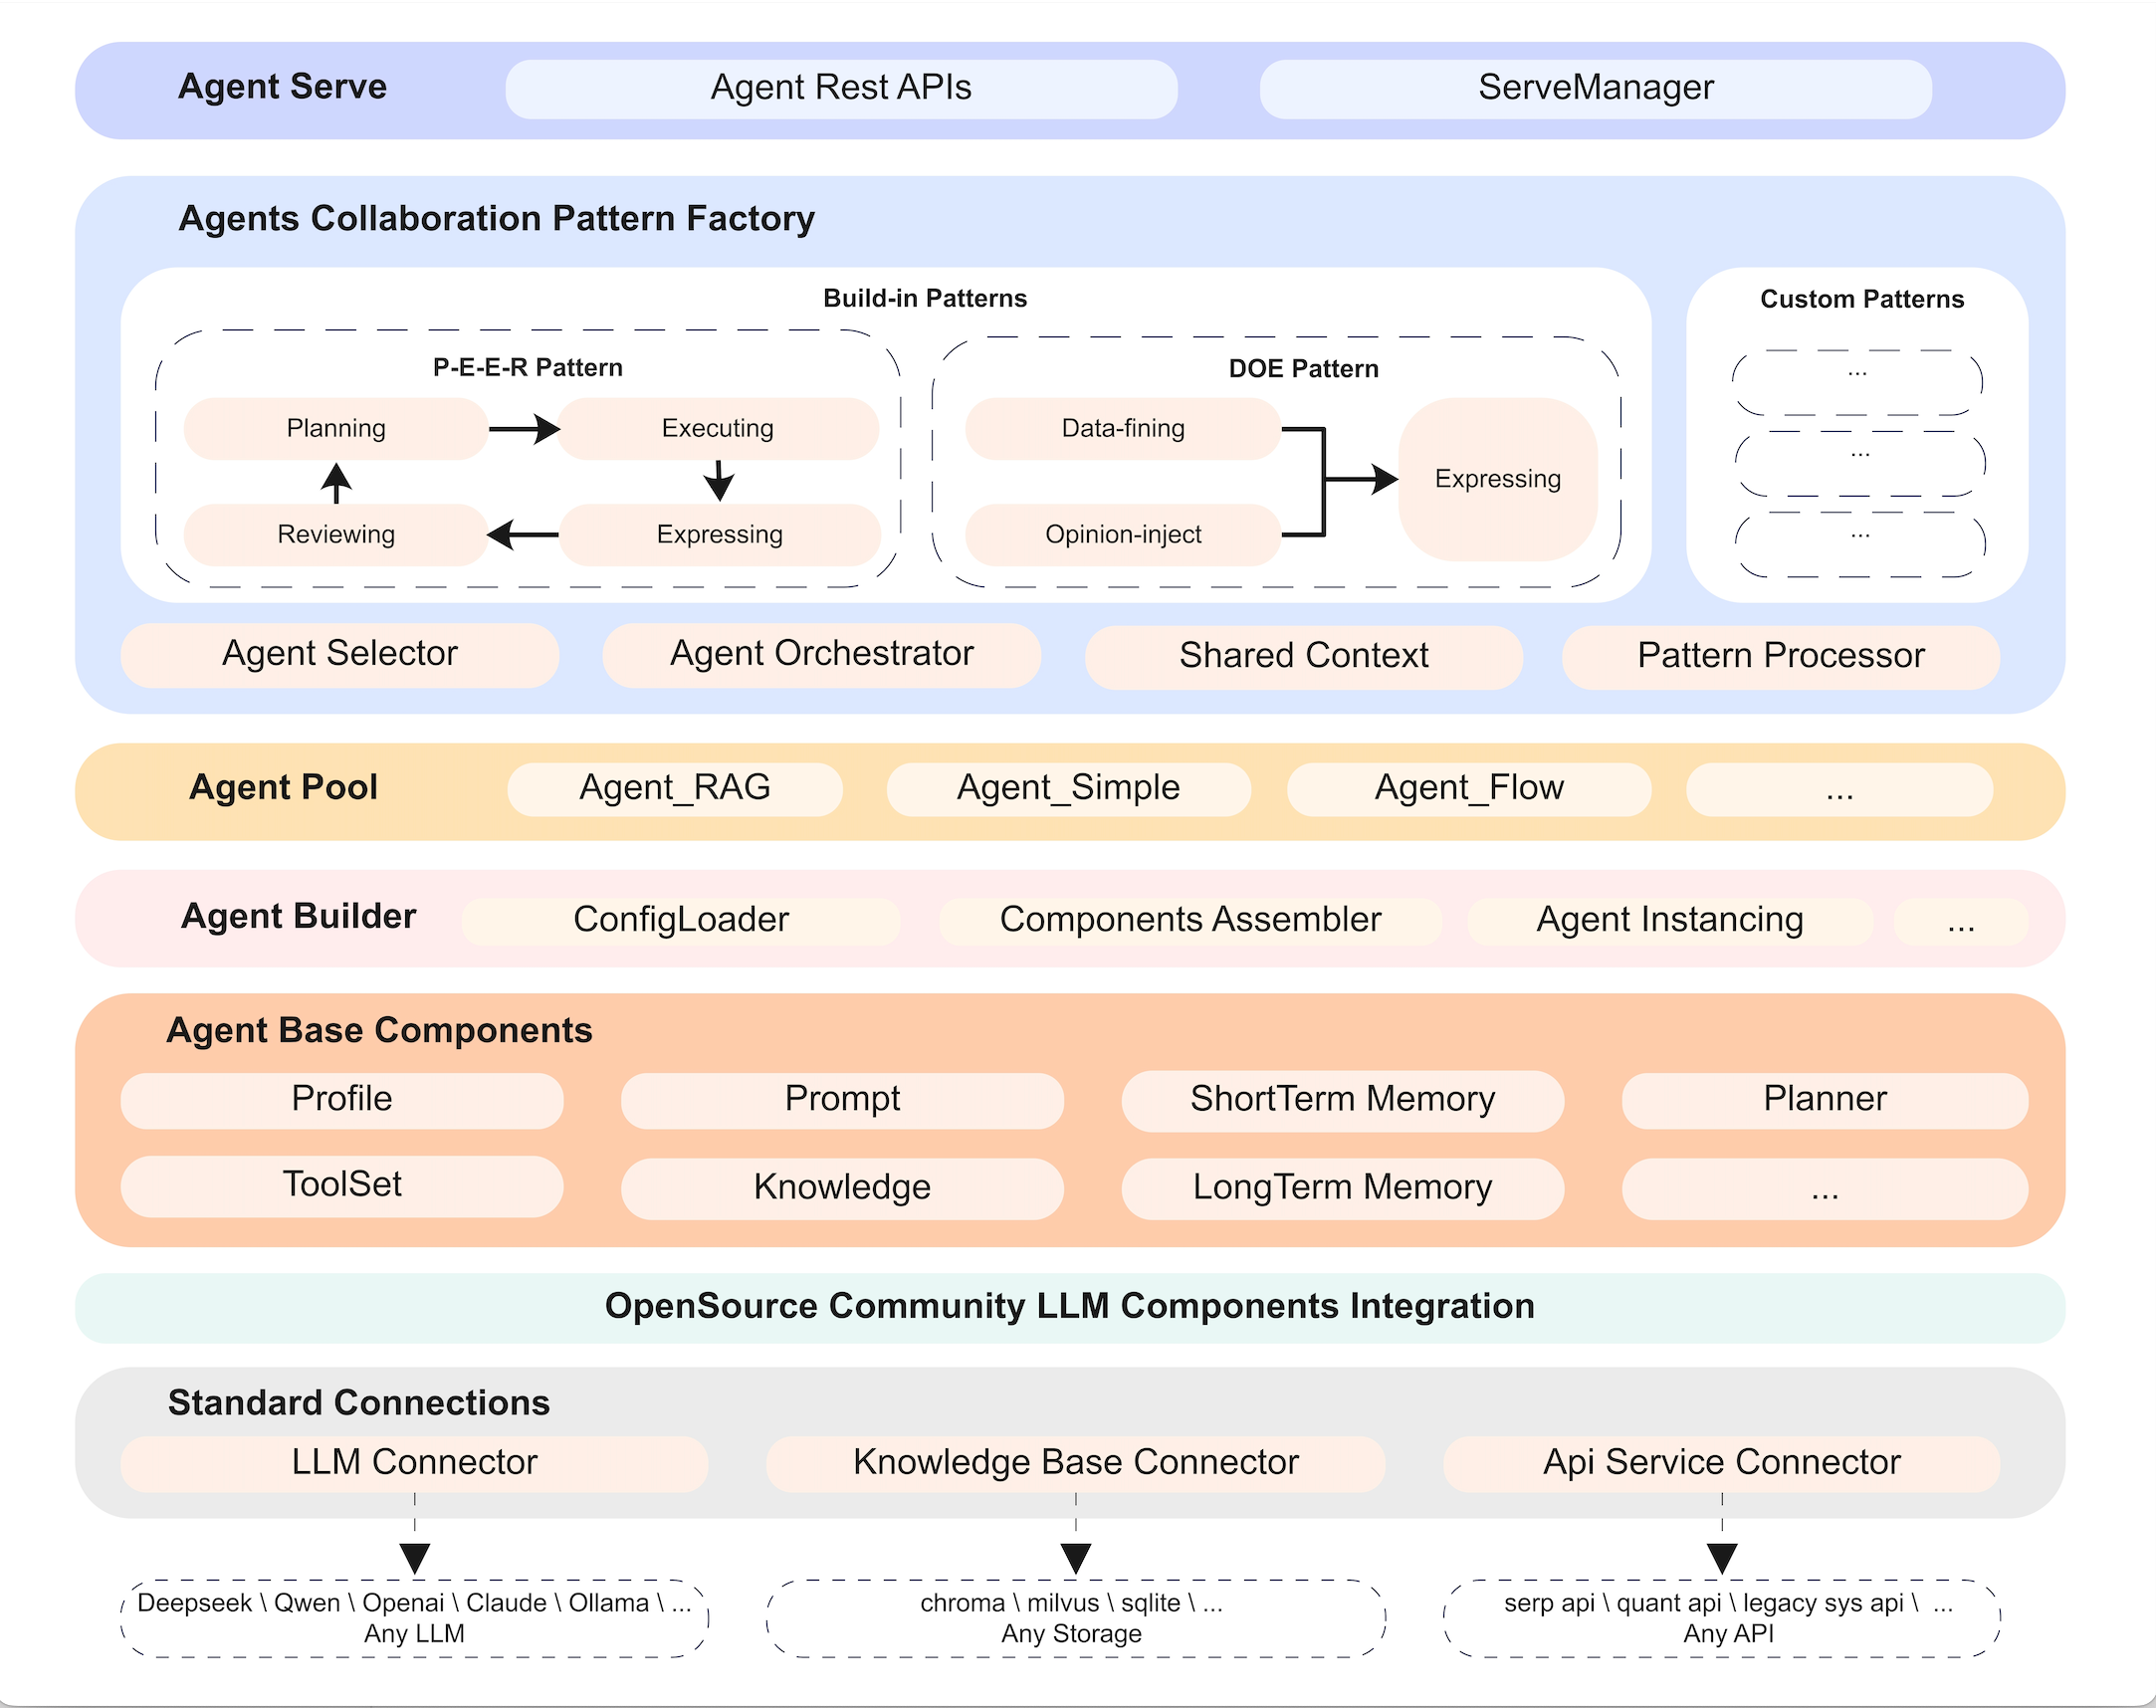 Agent Serve
Agent Rest APIs
ServeManager
Agents Collaboration Pattern Factory
Build-in Patterns
P-E-E-R Pattern
Planning
Executing
Reviewing
Expressing
DOE Pattern
Data-fining
Opinion-inject
Expressing
Custom Patterns
...
...
...
Agent Selector
Agent Orchestrator
Shared Context
Pattern Processor
Agent Pool
Agent_RAG
Agent_Simple
Agent_Flow
...
Agent Builder
ConfigLoader
Components Assembler
Agent Instancing
...
Agent Base Components
Profile
Prompt
ShortTerm Memory
Planner
ToolSet
Knowledge
LongTerm Memory
...
OpenSource Community LLM Components Integration
Standard Connections
LLM Connector
Knowledge Base Connector
Api Service Connector
Deepseek \ Qwen \ Openai \ Claude \ Ollama \ ...
Any LLM
chroma \ milvus \ sqlite \ ...
Any Storage
serp api \ quant api \ legacy sys api \ ...
Any API